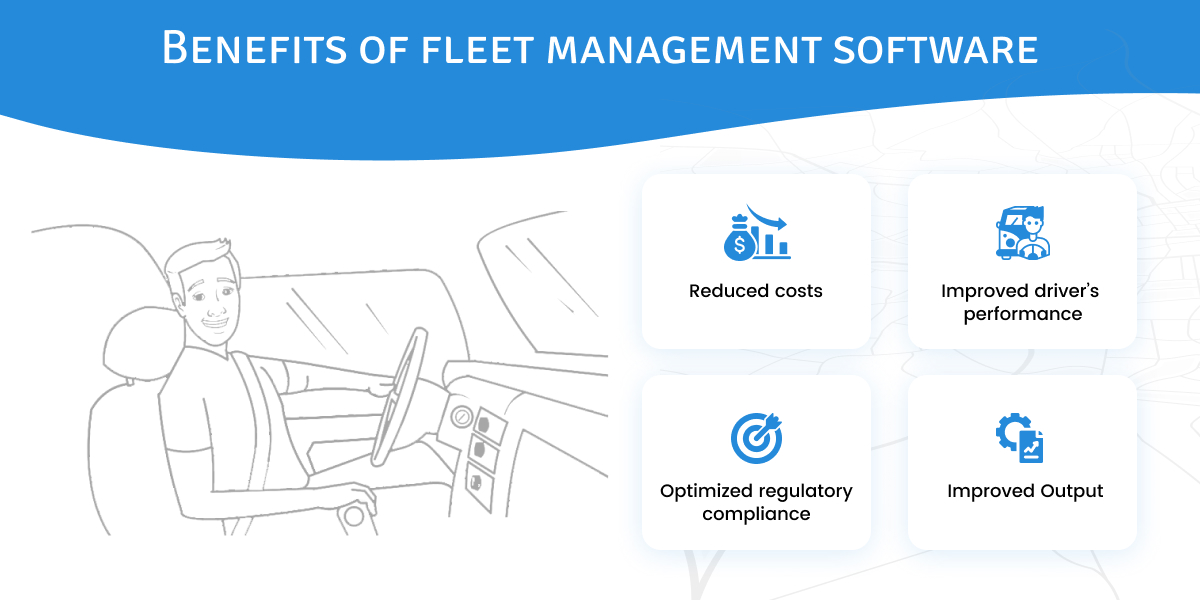 Benefits of fleet management software
Reduced costs
Improved driver's
performance
Optimized regulatory
compliance
Improved Output
$